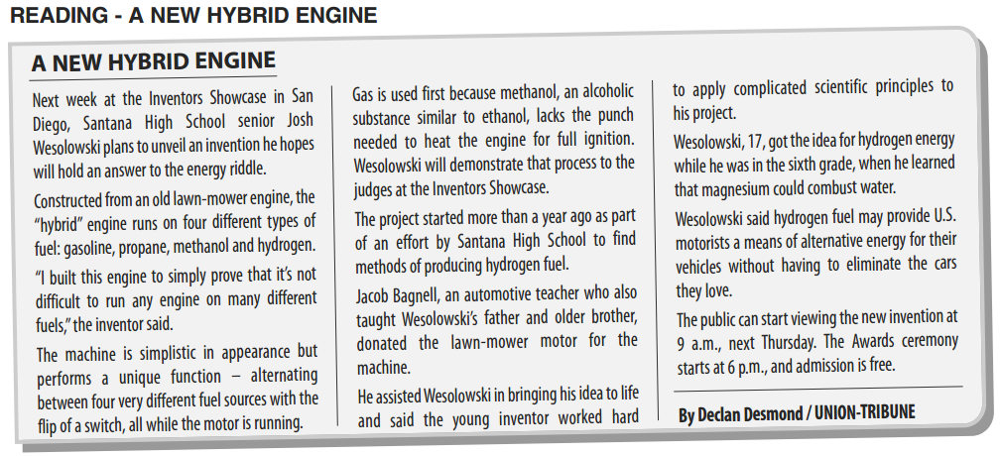 READING - A NEW HYBRID ENGINE
A NEW HYBRID ENGINE
Next week at the Inventors Showcase in San
Diego, Santana High School senior Josh
Wesolowski plans to unveil an invention he hopes
will hold an answer to the energy riddle.
Constructed from an old lawn-mower engine, the
“hybrid” engine runs on four different types of
fuel: gasoline, propane, methanol and hydrogen.
“I built this engine to simply prove that it’s not
difficult to run any engine on many different
fuels,” the inventor said.
The machine is simplistic in appearance but
performs a unique function – alternating
between four very different fuel sources with the
flip of a switch, all while the motor is running.
Gas is used first because methanol, an alcoholic
substance similar to ethanol, lacks the punch
needed to heat the engine for full ignition.
Wesolowski will demonstrate that process to the
judges at the Inventors Showcase.
The project started more than a year ago as part
of an effort by Santana High School to find
methods of producing hydrogen fuel.
Jacob Bagnell, an automotive teacher who also
taught Wesolowski’s father and older brother,
donated the lawn-mower motor for the
machine.
He assisted Wesolowski in bringing his idea to life
and said the young inventor worked hard
to apply complicated scientific principles to
his project.
Wesolowski, 17, got the idea for hydrogen energy
while he was in the sixth grade, when he learned
that magnesium could combust water.
Wesolowski said hydrogen fuel may provide U.S.
motorists a means of alternative energy for their
vehicles without having to eliminate the cars
they love.
The public can start viewing the new invention at
9 a.m., next Thursday. The Awards ceremony
starts at 6 p.m., and admission is free.
By Declan Desmond / UNION-TRIBUNE